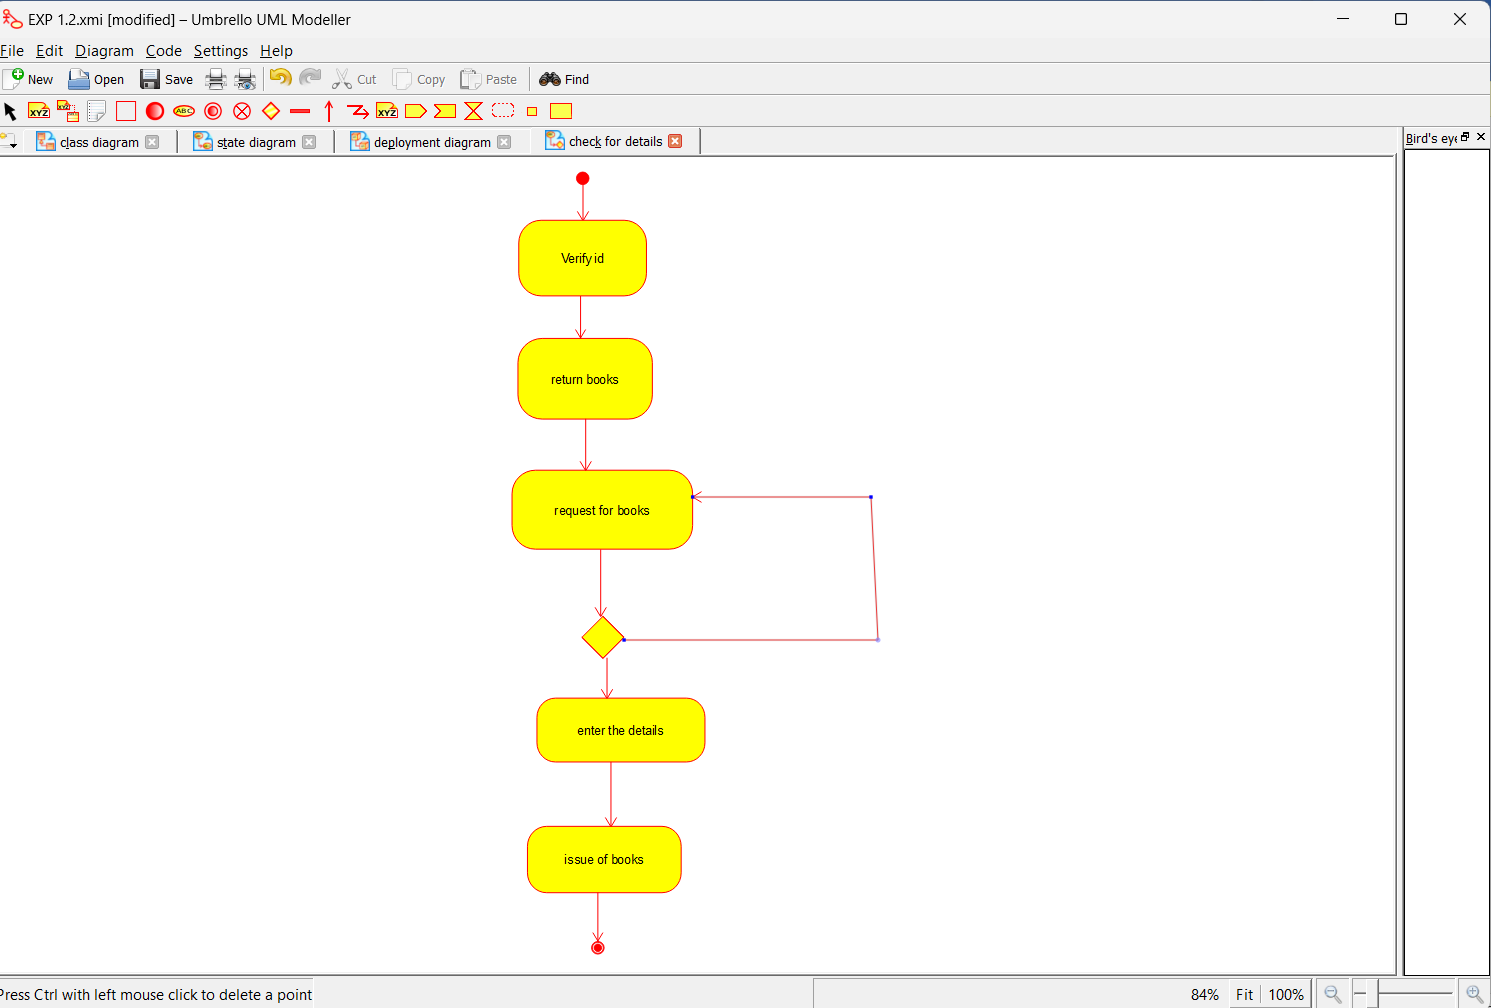 EXP 1.2.xmi [modified] – Umbrello UML Modeller
File Edit Diagram Code Settings Help
New Open Save Cut Copy Paste Find
XYZ XYZ ABC XYZ
class diagram state diagram deployment diagram check for details Bird's eye
Verify id
return books
request for books
enter the details
issue of books
Press Ctrl with left mouse click to delete a point 84% Fit 100%